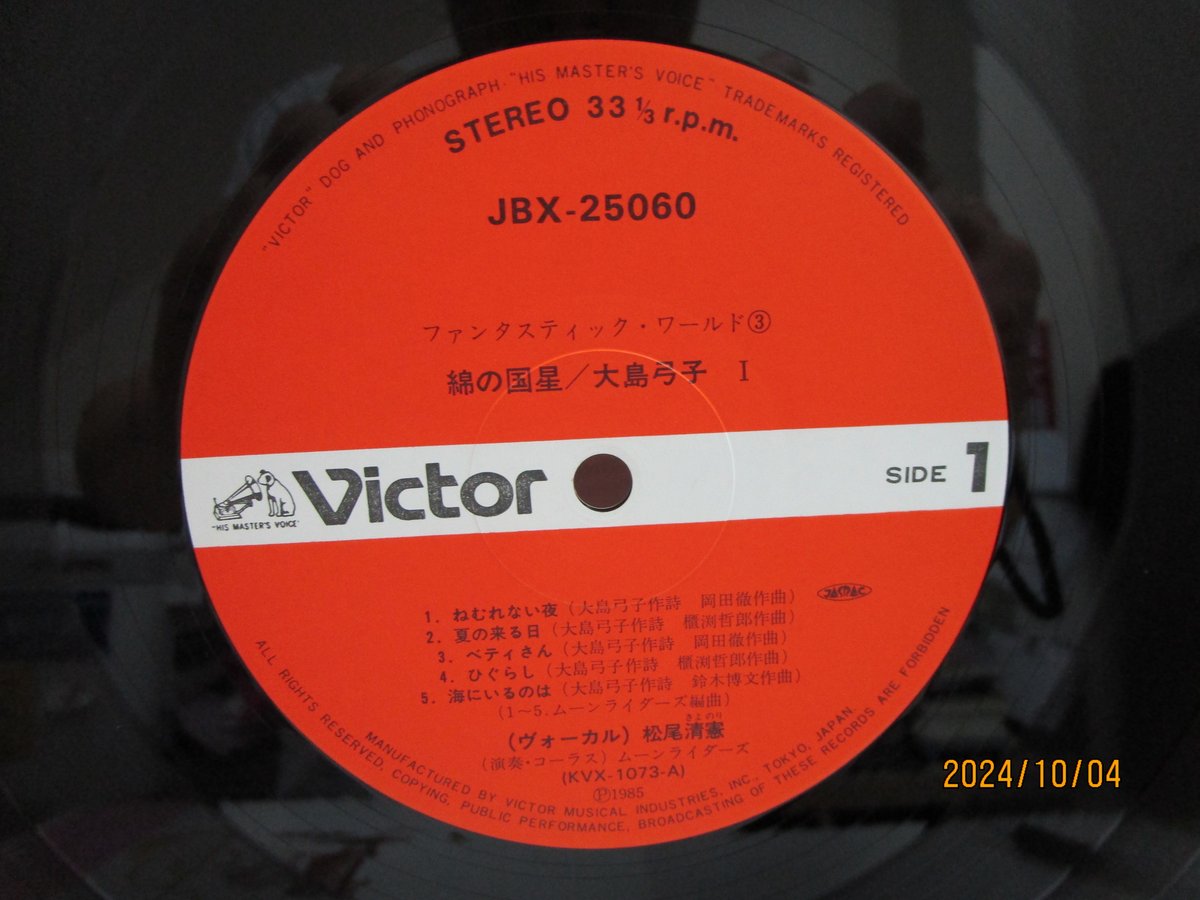 "VICTOR" DOG AND PHONOGRAPH · "HIS MASTER'S VOICE" TRADEMARKS REGISTERED
STEREO 33 ⅓ r.p.m.
JBX-25060
ファンタスティック・ワールド③
綿の国星／大島弓子 I
"HIS MASTER'S VOICE"
Victor
SIDE 1
1. ねむれない夜（大島弓子作詩 岡田徹作曲）
JASRAC
2. 夏の来る日（大島弓子作詩 櫃渕哲郎作曲）
3. ベティさん（大島弓子作詩 岡田徹作曲）
4. ひぐらし（大島弓子作詩 櫃渕哲郎作曲）
5. 海にいるのは（大島弓子作詩 鈴木博文作曲）
（1～5. ムーンライダーズ編曲）
きよのり
（ヴォーカル）松尾清憲
（演奏・コーラス）ムーンライダーズ
(KVX-1073-A)
Ⓟ1985
MANUFACTURED BY VICTOR MUSICAL INDUSTRIES, INC., TOKYO, JAPAN.
ALL RIGHTS RESERVED, COPYING, PUBLIC PERFORMANCE, BROADCASTING OF THESE RECORDS ARE FORBIDDEN
2024/10/04